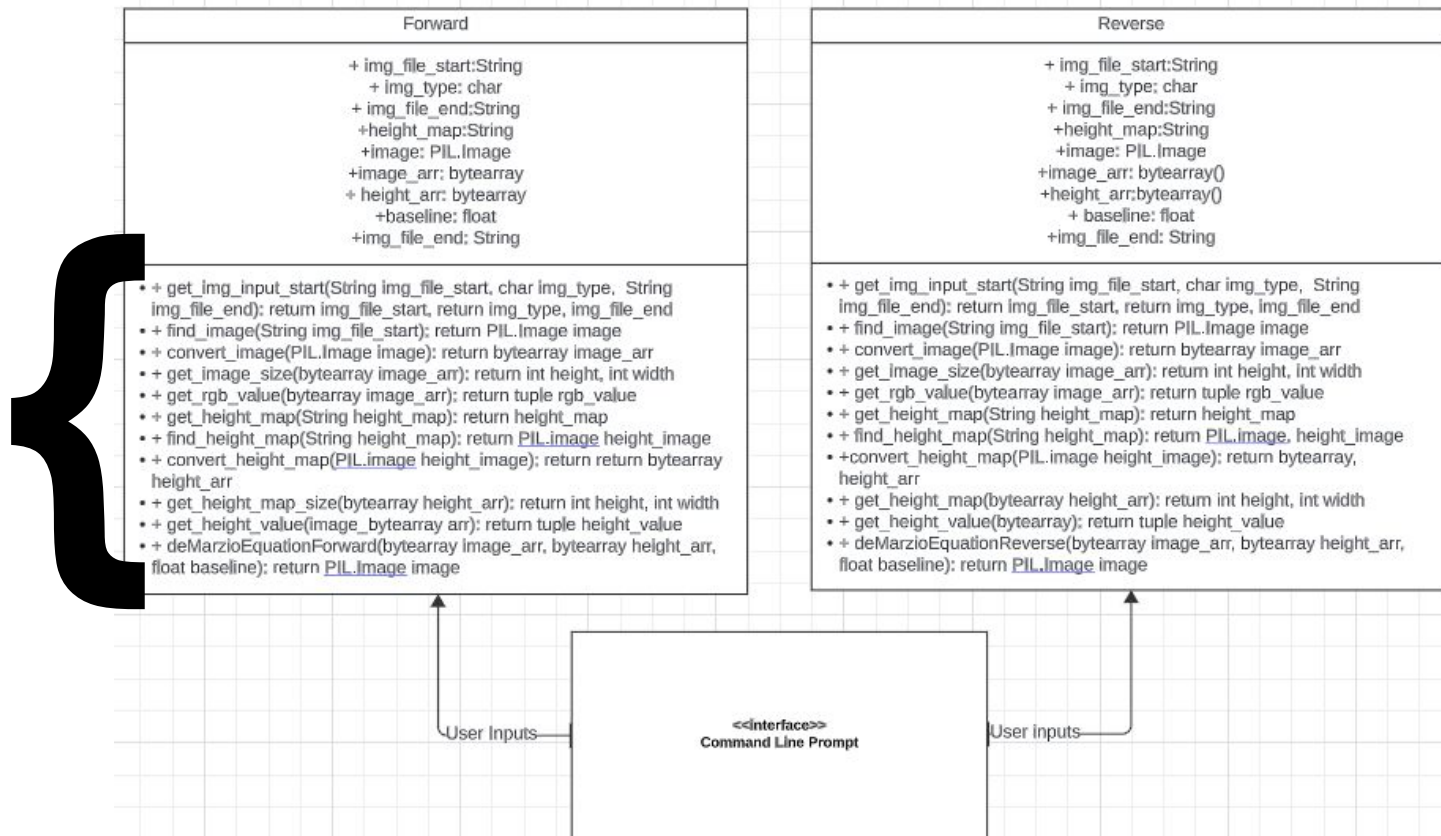 Forward
+ img_file_start:String
+ img_type: char
+ img_file_end:String
+height_map:String
+image: PIL.Image
+image_arr: bytearray
+ height_arr: bytearray
+baseline: float
+img_file_end: String
• + get_img_input_start(String img_file_start, char img_type, String
img_file_end): return img_file_start, return img_type, img_file_end
• + find_image(String img_file_start): return PIL.Image image
• + convert_image(PIL.Image image): return bytearray image_arr
• + get_image_size(bytearray image_arr): return int height, int width
• + get_rgb_value(bytearray image_arr): return tuple rgb_value
• + get_height_map(String height_map): return height_map
• + find_height_map(String height_map): return PIL.image height_image
• + convert_height_map(PIL.image height_image): return return bytearray
height_arr
• + get_height_map_size(bytearray height_arr): return int height, int width
• + get_height_value(image_bytearray arr): return tuple height_value
• + deMarzioEquationForward(bytearray image_arr, bytearray height_arr,
float baseline): return PIL.Image image
{
Reverse
+ img_file_start:String
+ img_type: char
+ img_file_end:String
+height_map:String
+image: PIL.Image
+image_arr: bytearray()
+height_arr:bytearray()
+ baseline: float
+img_file_end: String
• + get_img_input_start(String img_file_start, char img_type, String
img_file_end): return img_file_start, return img_type, img_file_end
• + find_image(String img_file_start): return PIL.Image image
• + convert_image(PIL.Image image): return bytearray image_arr
• + get_image_size(bytearray image_arr): return int height, int width
• + get_rgb_value(bytearray image_arr): return tuple rgb_value
• + get_height_map(String height_map): return height_map
• + find_height_map(String height_map): return PIL.image, height_image
• +convert_height_map(PIL.image height_image): return bytearray,
height_arr
• + get_height_map(bytearray height_arr): return int height, int width
• + get_height_value(bytearray): return tuple height_value
• + deMarzioEquationReverse(bytearray image_arr, bytearray height_arr,
float baseline): return PIL.Image image
User Inputs
<<interface>>
Command Line Prompt
User inputs